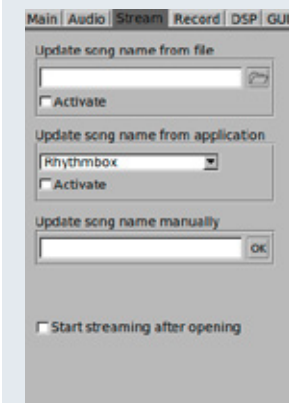 Main Audio Stream Record DSP GUI
Update song name from file
Activate
Update song name from application
Rhythmbox
Activate
Update song name manually
OK
Start streaming after opening